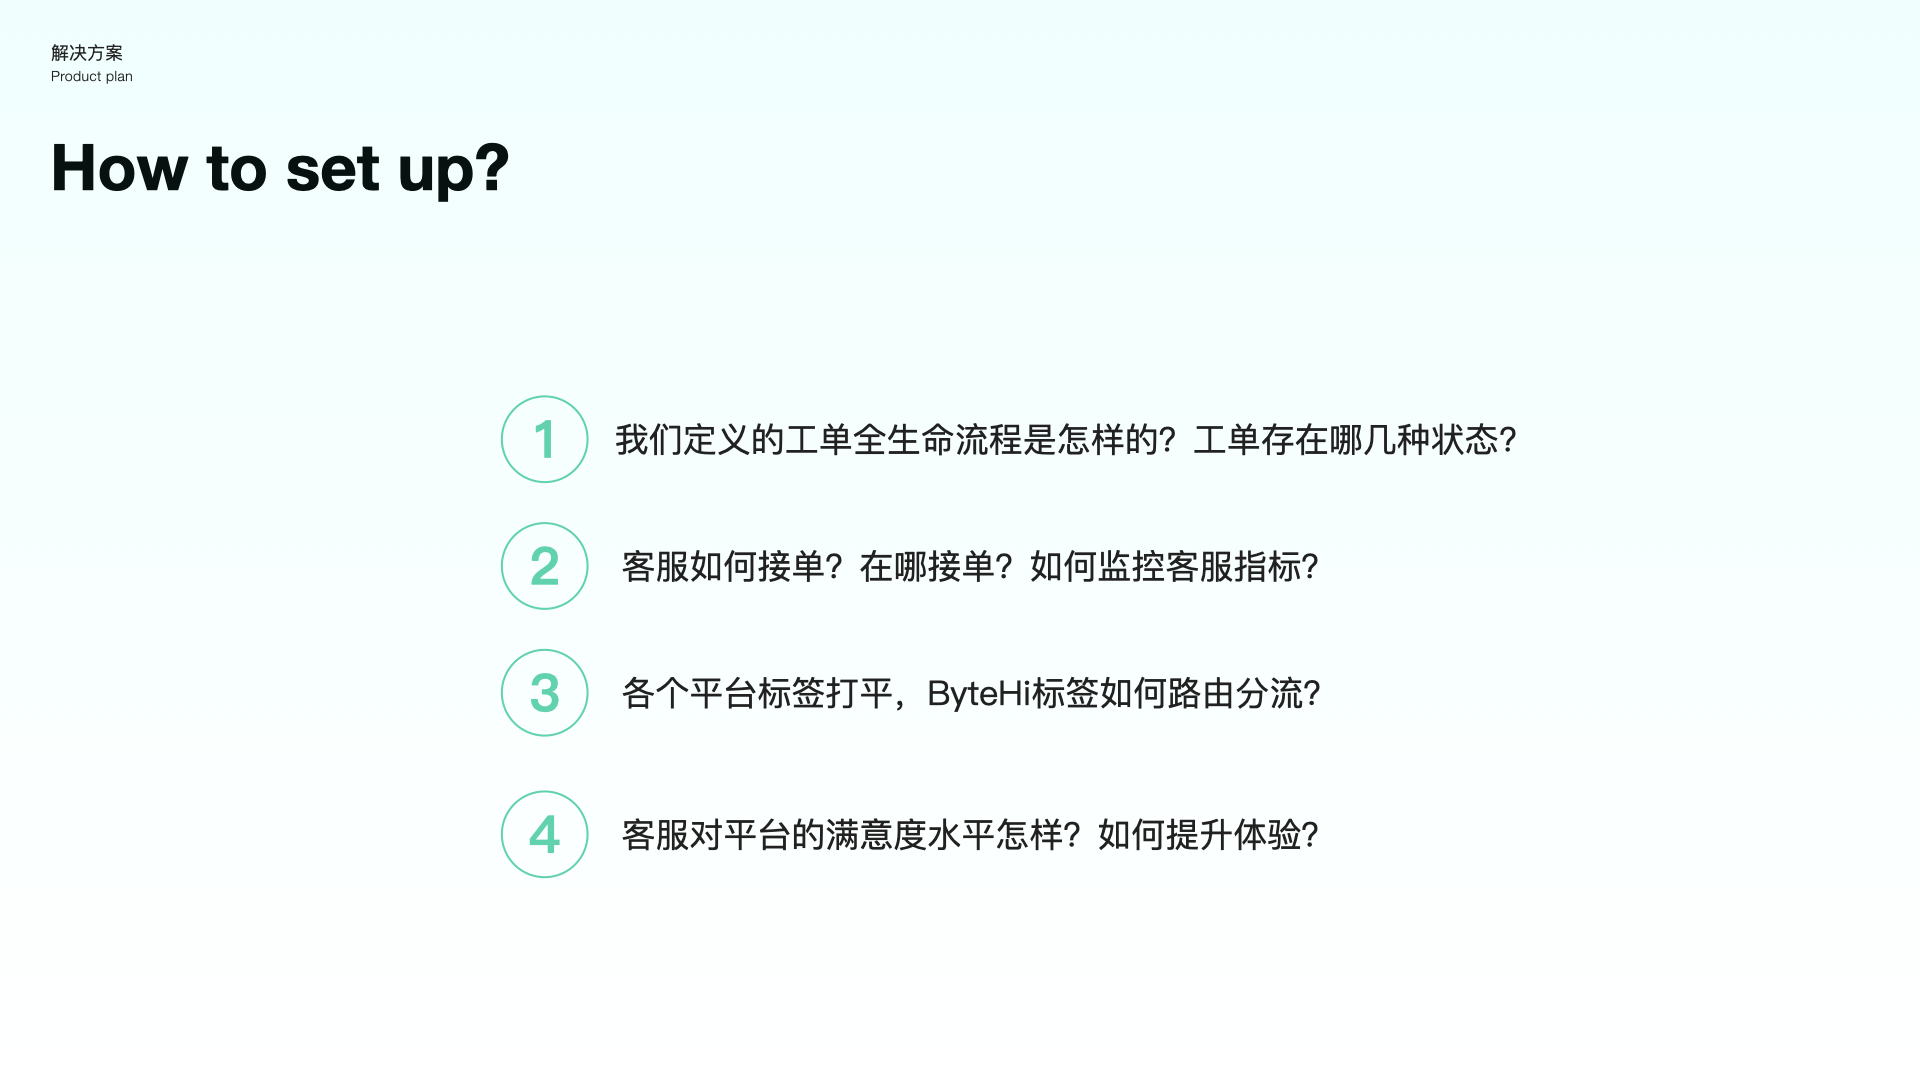 解决方案
Product plan
How to set up?
1 我们定义的工单全生命流程是怎样的？工单存在哪几种状态？
2 客服如何接单？在哪接单？如何监控客服指标？
3 各个平台标签打平，ByteHi标签如何路由分流？
4 客服对平台的满意度水平怎样？如何提升体验？